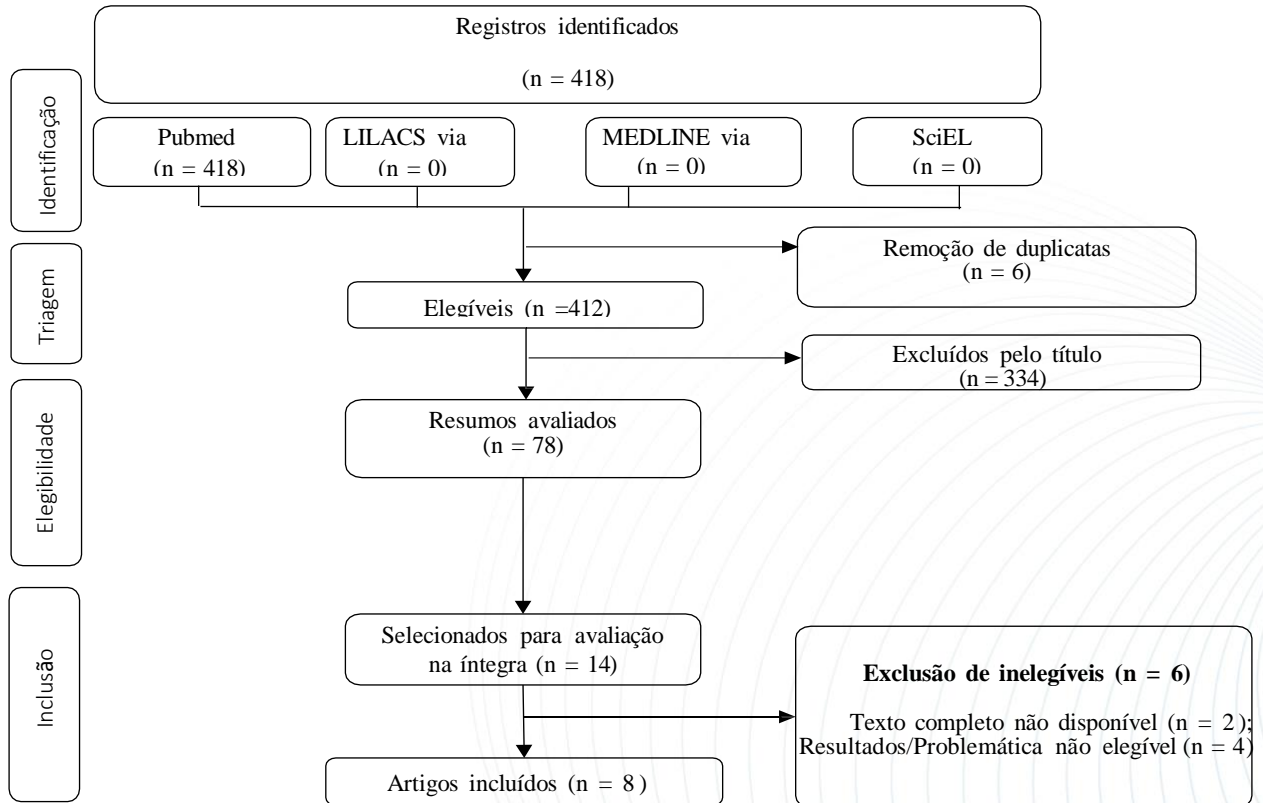 Registros identificados
(n = 418)
Identificação
Pubmed
(n = 418)
LILACS via
(n = 0)
MEDLINE via
(n = 0)
SciEL
(n = 0)
Triagem
Remoção de duplicatas
(n = 6)
Elegíveis (n =412)
Excluídos pelo título
(n = 334)
Elegibilidade
Resumos avaliados
(n = 78)
Inclusão
Selecionados para avaliação
na íntegra (n = 14)
Exclusão de inelegíveis (n = 6)
Texto completo não disponível (n = 2);
Resultados/Problemática não elegível (n = 4)
Artigos incluídos (n = 8)